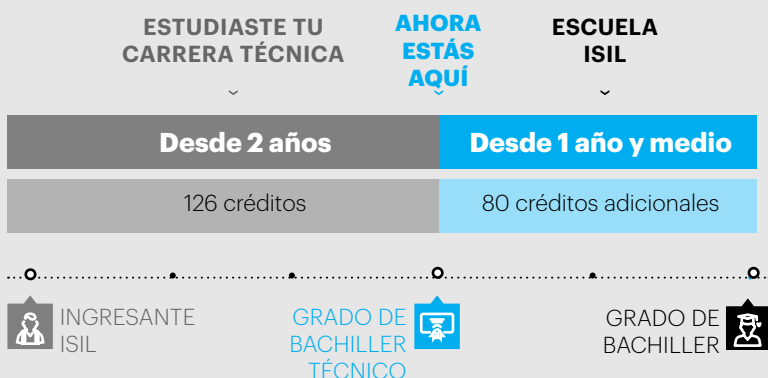 ESTUDIASTE TU
CARRERA TÉCNICA
AHORA
ESTÁS
AQUÍ
ESCUELA
ISIL
Desde 2 años
Desde 1 año y medio
126 créditos
80 créditos adicionales
INGRESANTE
ISIL
GRADO DE
BACHILLER
TÉCNICO
GRADO DE
BACHILLER